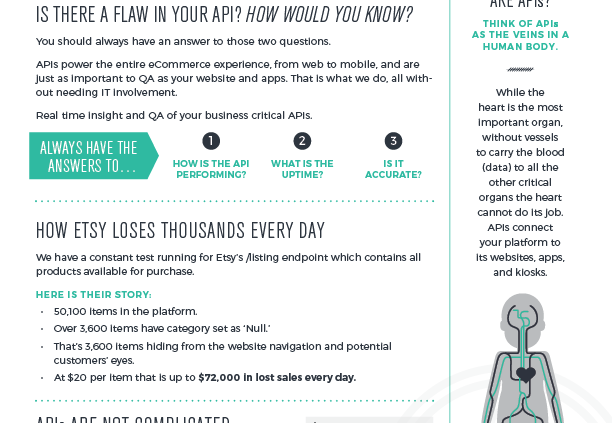 IS THERE A FLAW IN YOUR API? HOW WOULD YOU KNOW?
You should always have an answer to those two questions.
APIs power the entire eCommerce experience, from web to mobile, and are
just as important to QA as your website and apps. That is what we do, all with-
out needing IT involvement.
Real time insight and QA of your business critical APIs.
ALWAYS HAVE THE
ANSWERS TO...
1
HOW IS THE API
PERFORMING?
2
WHAT IS THE
UPTIME?
3
IS IT
ACCURATE?
HOW ETSY LOSES THOUSANDS EVERY DAY
We have a constant test running for Etsy's /listing endpoint which contains all
products available for purchase.
HERE IS THEIR STORY:
• 50,100 items in the platform.
• Over 3,600 items have category set as 'Null.'
• That's 3,600 items hiding from the website navigation and potential
customers' eyes.
• At $20 per item that is up to $72,000 in lost sales every day.
APIs ARE NOT COMPLICATED
ARE APIs?
THINK OF APIs
AS THE VEINS IN A
HUMAN BODY.
While the
heart is the most
important organ,
without vessels
to carry the blood
(data) to all the
other critical
organs the heart
cannot do its job.
APIs connect
your platform to
its websites, apps,
and kiosks.